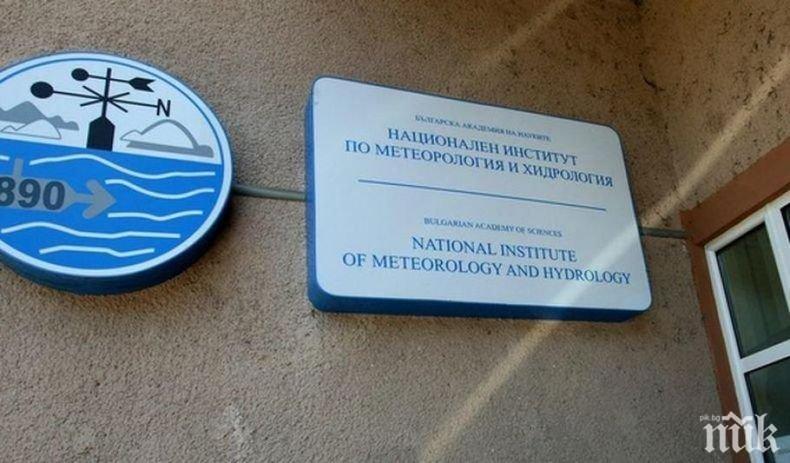 N
890
БЪЛГАРСКА АКАДЕМИЯ НА НАУКИТЕ
НАЦИОНАЛЕН ИНСТИТУТ
ПО МЕТЕОРОЛОГИЯ И ХИДРОЛОГИЯ
BULGARIAN ACADEMY OF SCIENCES
NATIONAL INSTITUTE
OF METEOROLOGY AND HYDROLOGY
pik.bg
пик